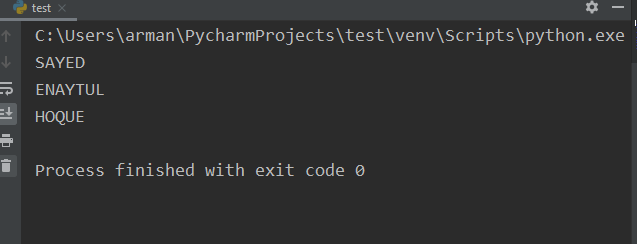 test
C:\Users\arman\PycharmProjects\test\venv\Scripts\python.exe
SAYED
ENAYTUL
HOQUE
Process finished with exit code 0